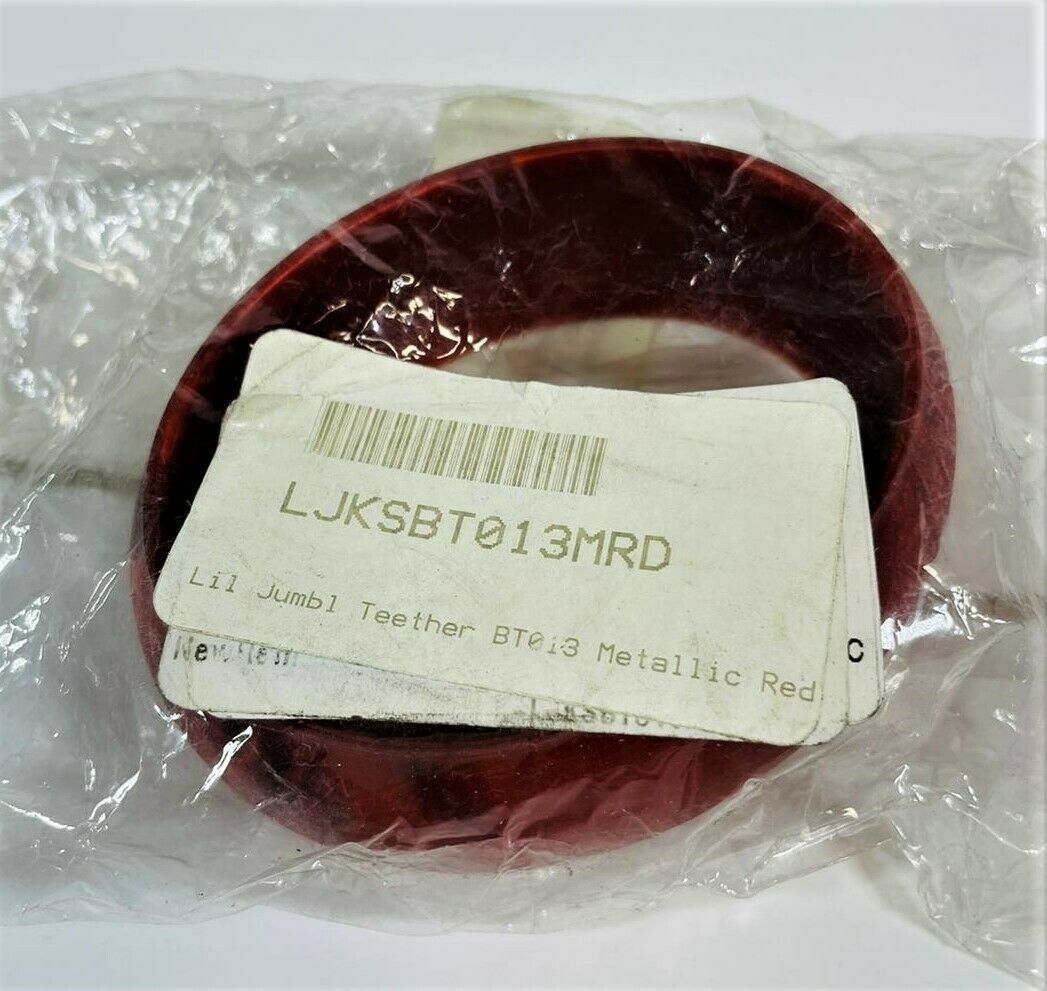 LJKSBT013MRD
Lil Jumbl Teether BT013 Metallic Red
C